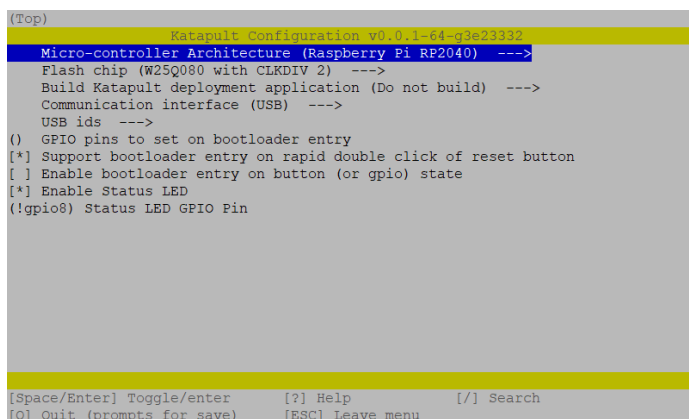 (Top)
Katapult Configuration v0.0.1-64-g3e23332
Micro-controller Architecture (Raspberry Pi RP2040) --->
Flash chip (W25Q080 with CLKDIV 2) --->
Build Katapult deployment application (Do not build) --->
Communication interface (USB) --->
USB ids --->
() GPIO pins to set on bootloader entry
[*] Support bootloader entry on rapid double click of reset button
[ ] Enable bootloader entry on button (or gpio) state
[*] Enable Status LED
(!gpio8) Status LED GPIO Pin
[Space/Enter] Toggle/enter [?] Help [/] Search
[Q] Quit (prompts for save) [ESC] Leave menu